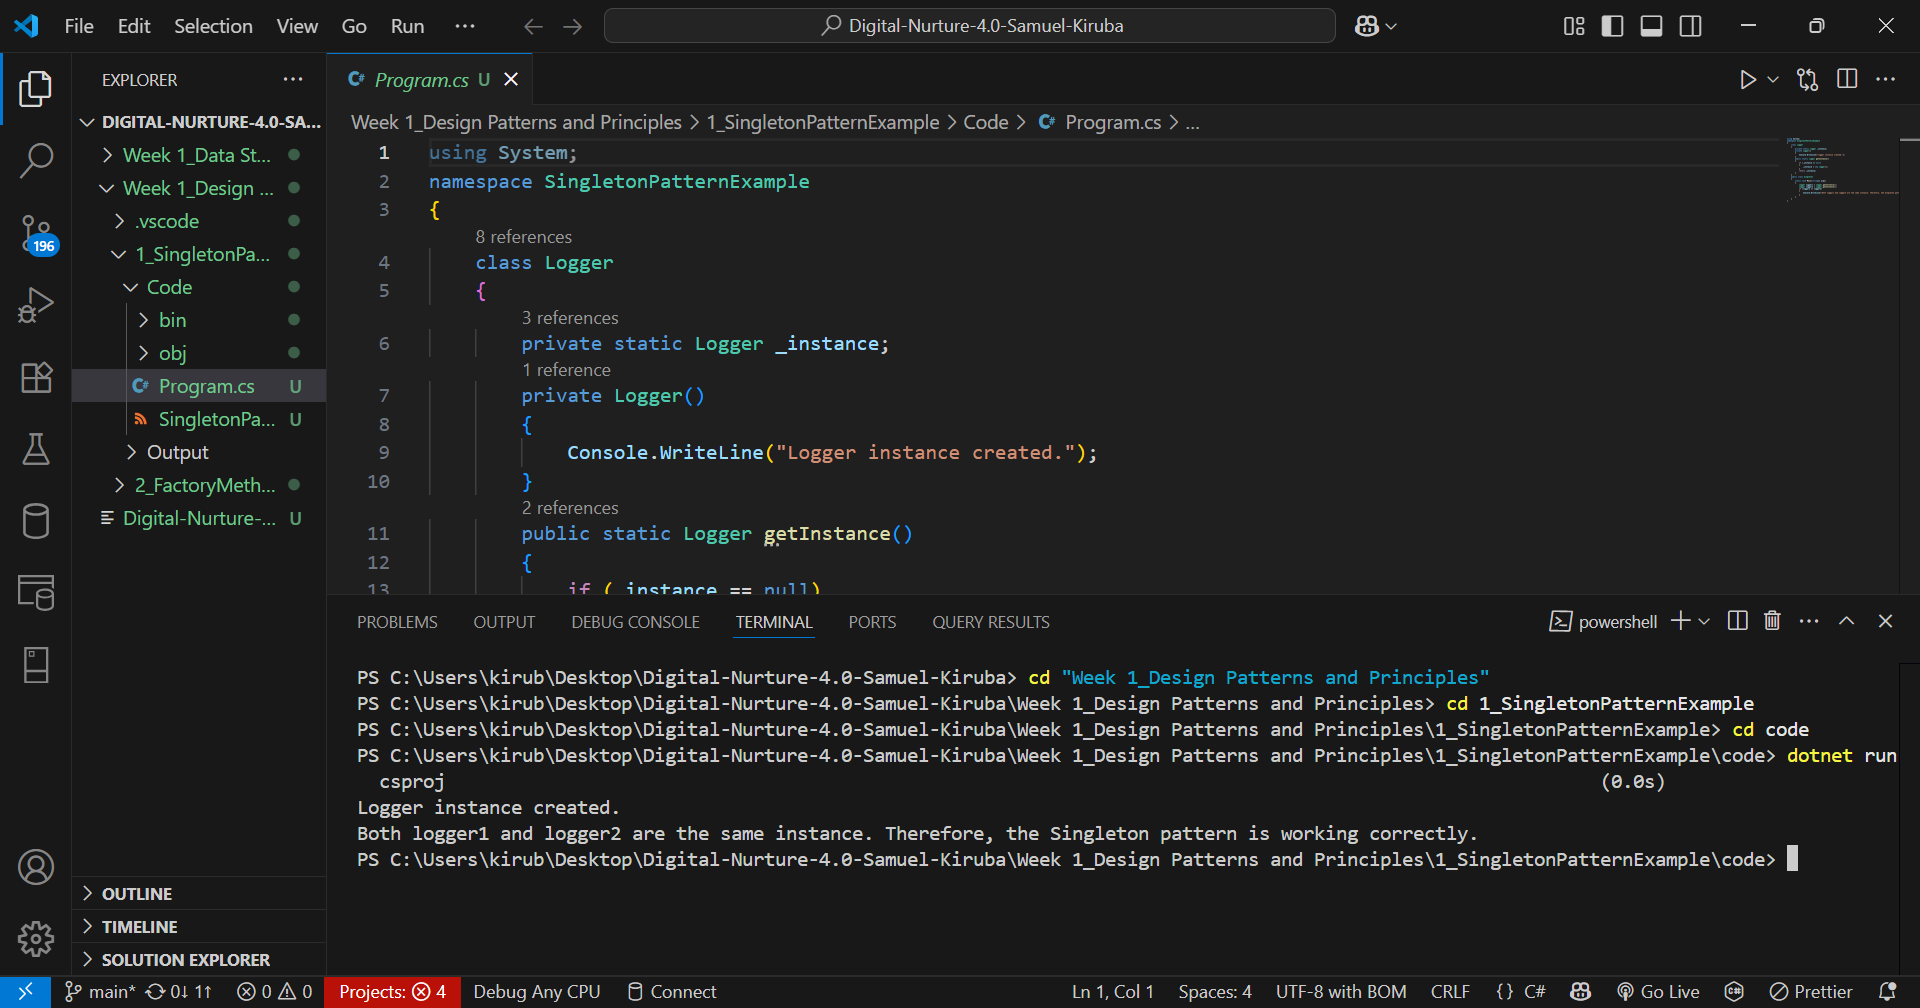 File Edit Selection View Go Run ··· Digital-Nurture-4.0-Samuel-Kiruba
EXPLORER ···
DIGITAL-NURTURE-4.0-SA...
Week 1_Data St...
Week 1_Design ...
.vscode
1_SingletonPa...
Code
bin
obj
Program.cs U
SingletonPa... U
Output
2_FactoryMeth...
Digital-Nurture-... U
OUTLINE
TIMELINE
SOLUTION EXPLORER
196
Program.cs U
Week 1_Design Patterns and Principles > 1_SingletonPatternExample > Code > Program.cs > ...
1 using System;
2 namespace SingletonPatternExample
3 {
8 references
4 class Logger
5 {
3 references
6 private static Logger _instance;
1 reference
7 private Logger()
8 {
9 Console.WriteLine("Logger instance created.");
10 }
2 references
11 public static Logger getInstance()
12 {
13 if (_instance == null)
PROBLEMS OUTPUT DEBUG CONSOLE TERMINAL PORTS QUERY RESULTS powershell
PS C:\Users\kirub\Desktop\Digital-Nurture-4.0-Samuel-Kiruba> cd "Week 1_Design Patterns and Principles"
PS C:\Users\kirub\Desktop\Digital-Nurture-4.0-Samuel-Kiruba\Week 1_Design Patterns and Principles> cd 1_SingletonPatternExample
PS C:\Users\kirub\Desktop\Digital-Nurture-4.0-Samuel-Kiruba\Week 1_Design Patterns and Principles\1_SingletonPatternExample> cd code
PS C:\Users\kirub\Desktop\Digital-Nurture-4.0-Samuel-Kiruba\Week 1_Design Patterns and Principles\1_SingletonPatternExample\code> dotnet run
csproj (0.0s)
Logger instance created.
Both logger1 and logger2 are the same instance. Therefore, the Singleton pattern is working correctly.
PS C:\Users\kirub\Desktop\Digital-Nurture-4.0-Samuel-Kiruba\Week 1_Design Patterns and Principles\1_SingletonPatternExample\code>
main* 0↓ 1↑ 0 0 Projects: 4 Debug Any CPU Connect Ln 1, Col 1 Spaces: 4 UTF-8 with BOM CRLF {} C# Go Live Prettier